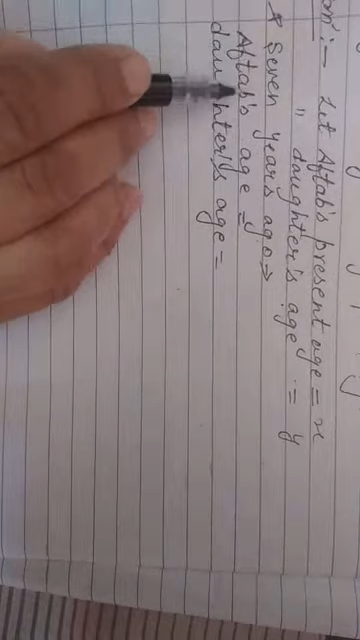 on:- Let Aftab's present age = x
" daughter's age = y
* Seven years ago ⇒
Aftab's age =
daughter's age =